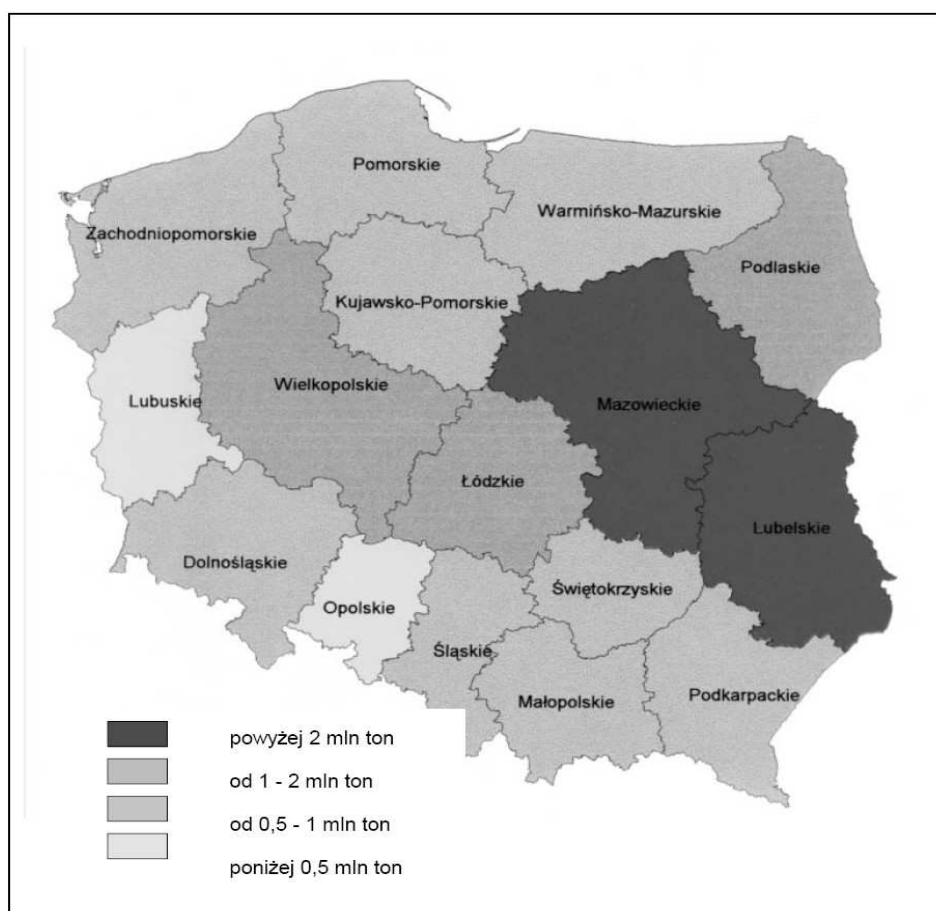 Pomorskie
Warmińsko-Mazurskie
Zachodniopomorskie
Podlaskie
Kujawsko-Pomorskie
Wielkopolskie
Lubuskie
Mazowieckie
Łódzkie
Lubelskie
Dolnośląskie
Świętokrzyskie
Opolskie
Śląskie
Małopolskie
Podkarpackie
powyżej 2 mln ton
od 1 - 2 mln ton
od 0,5 - 1 mln ton
poniżej 0,5 mln ton